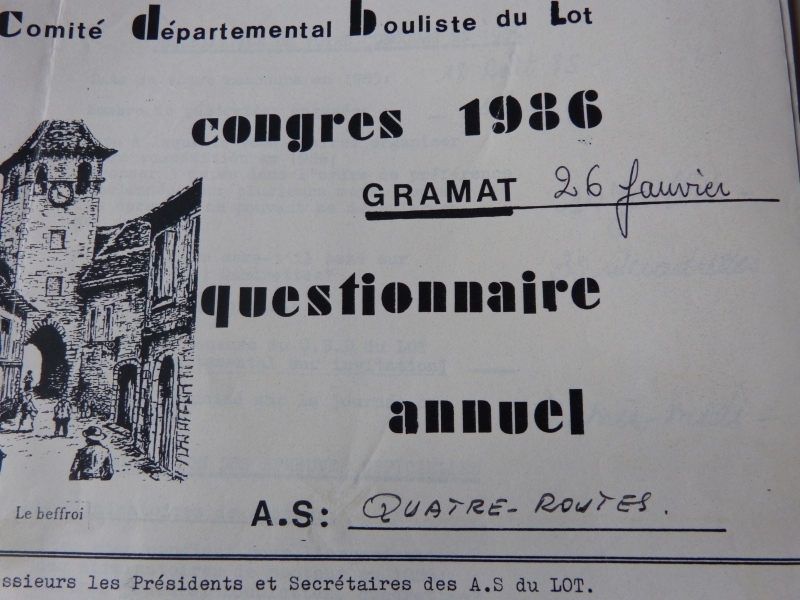 Comité départemental bouliste du Lot
congres 1986
GRAMAT 26 Janvier
questionnaire
annuel
Le beffroi
A.S: QUATRE-ROUTES.
ssieurs les Présidents et Secrétaires des A.S du LOT.